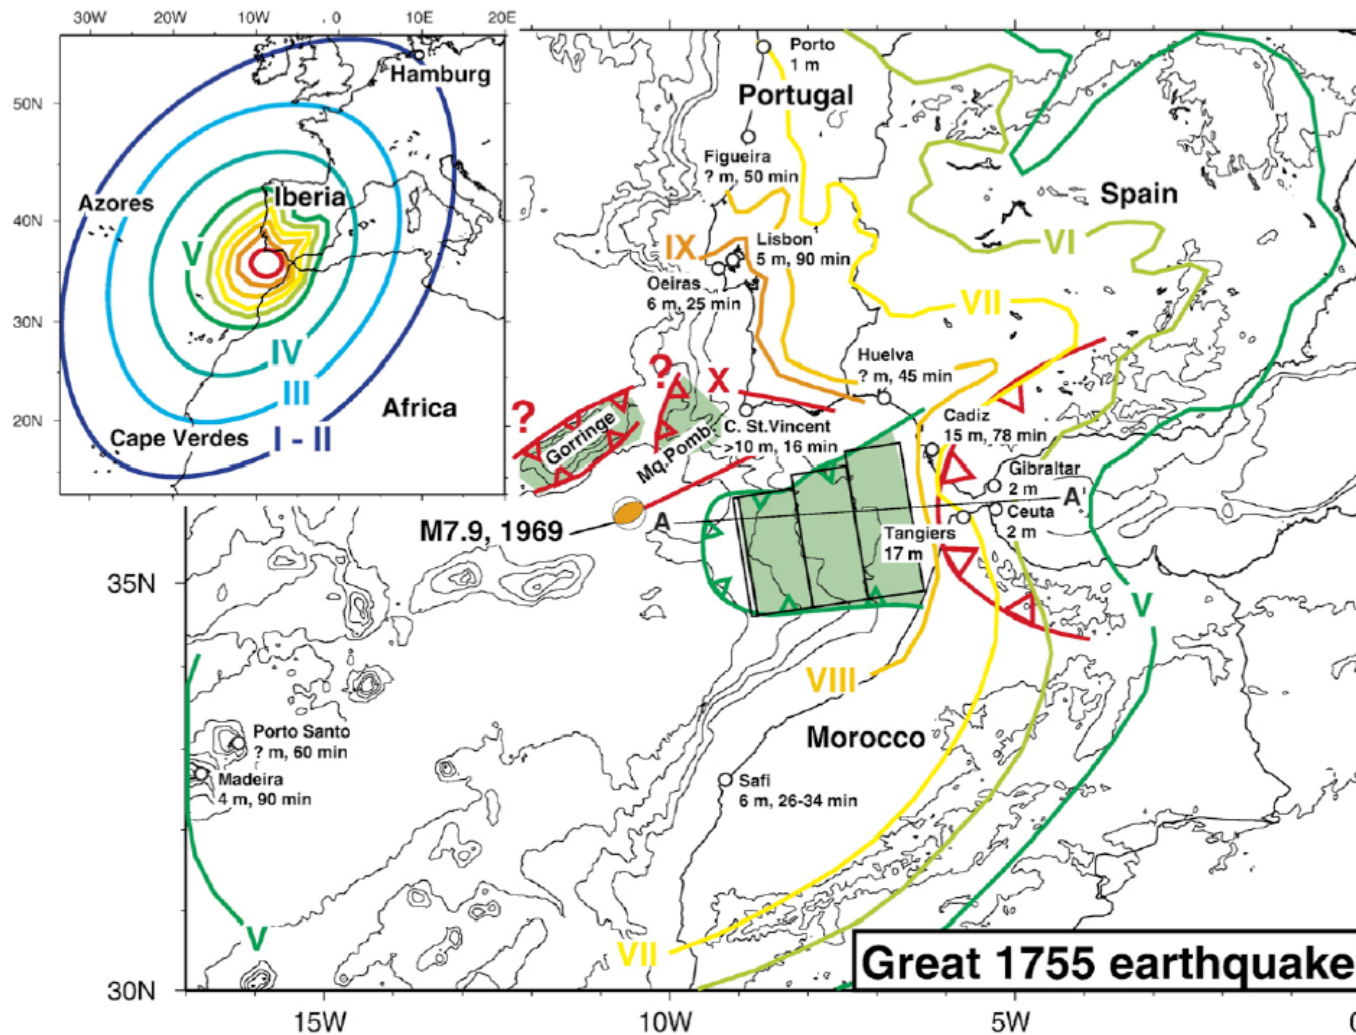 30W 20W 10W 0 10E 20E
50N
40N
30N
20N
Hamburg
Azores
Iberia
V
IV
III
I - II
Africa
Cape Verdes
Porto
1 m
Portugal
Figueira
? m, 50 min
Spain
IX
Lisbon
5 m, 90 min
Oeiras
6 m, 25 min
VI
VII
Huelva
? m, 45 min
?
?
X
Gorringe
Mq.Pomb.
C. St.Vincent
>10 m, 16 min
Cadiz
15 m, 78 min
Gibraltar
2 m
Ceuta
2 m
A
A'
M7.9, 1969
Tangiers
17 m
35N
V
VIII
Morocco
Porto Santo
? m, 60 min
Madeira
4 m, 90 min
Safi
6 m, 26-34 min
V
VII
Great 1755 earthquake
30N
15W 10W 5W 0